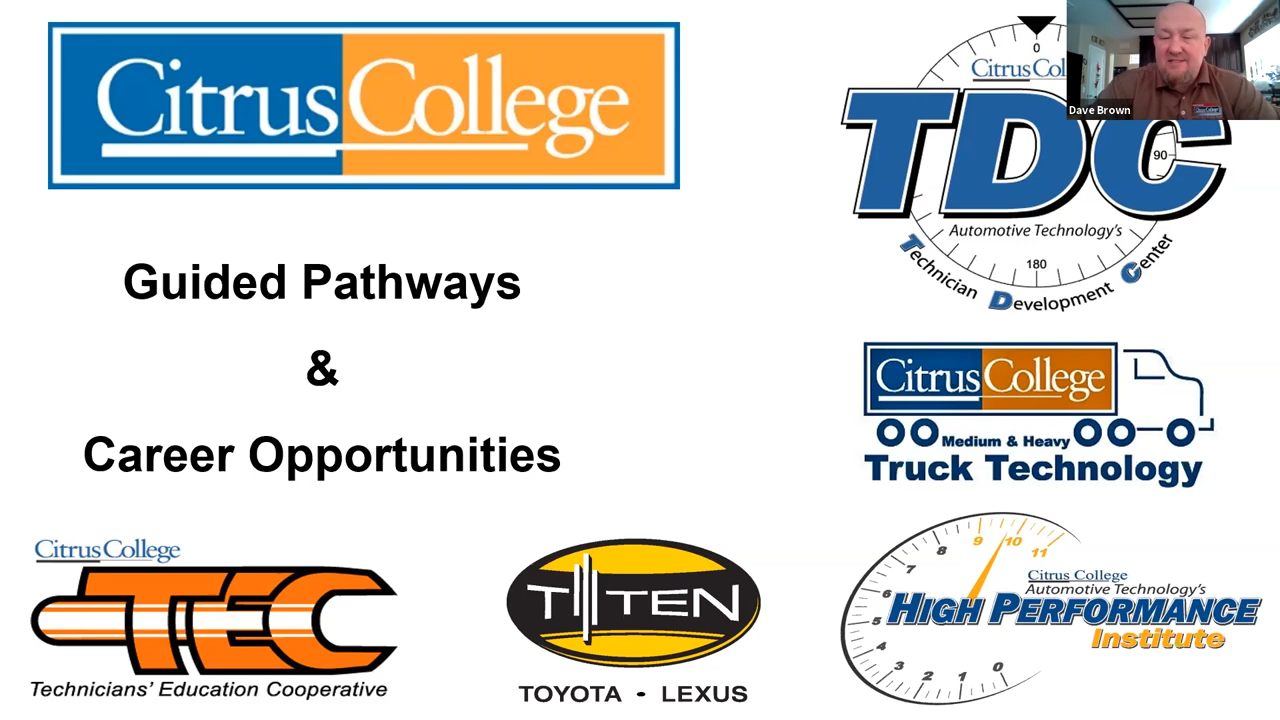 Citrus College
Guided Pathways
&
Career Opportunities
0
Citrus Col
Dave Brown
TDC
90
Automotive Technology's
180
Technician Development Center
Citrus College
Medium & Heavy
Truck Technology
Citrus College
TEC
Technicians' Education Cooperative
T TEN
TOYOTA • LEXUS
0
1
2
3
4
5
6
7
8
9
10
11
Citrus College
Automotive Technology's
High Performance
Institute